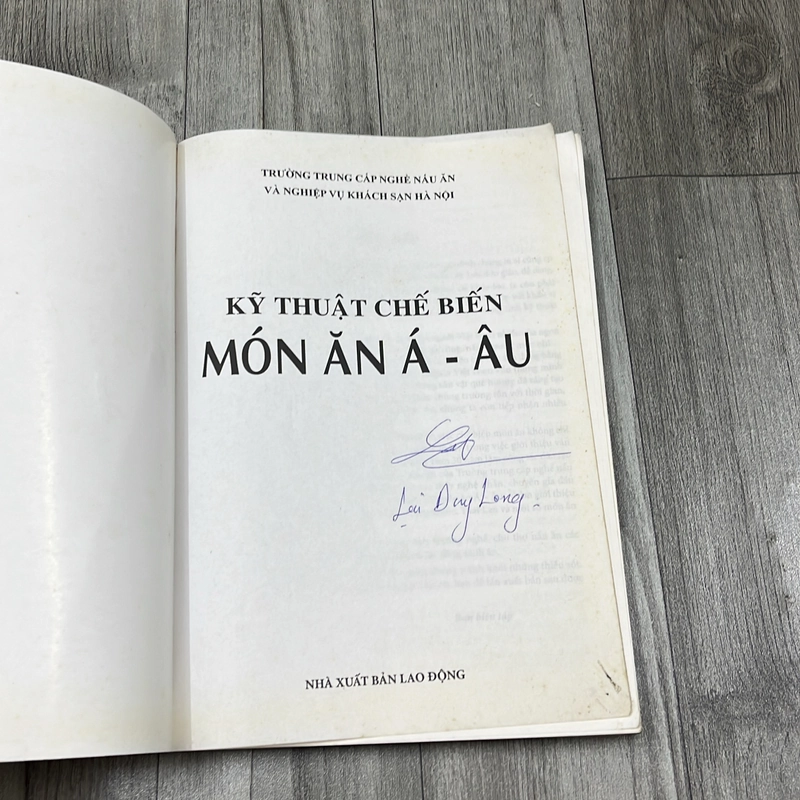 TRƯỜNG TRUNG CẤP NGHỀ NẤU ĂN
VÀ NGHIỆP VỤ KHÁCH SẠN HÀ NỘI
KỸ THUẬT CHẾ BIẾN
MÓN ĂN Á - ÂU
Lại Duy Long
NHÀ XUẤT BẢN LAO ĐỘNG